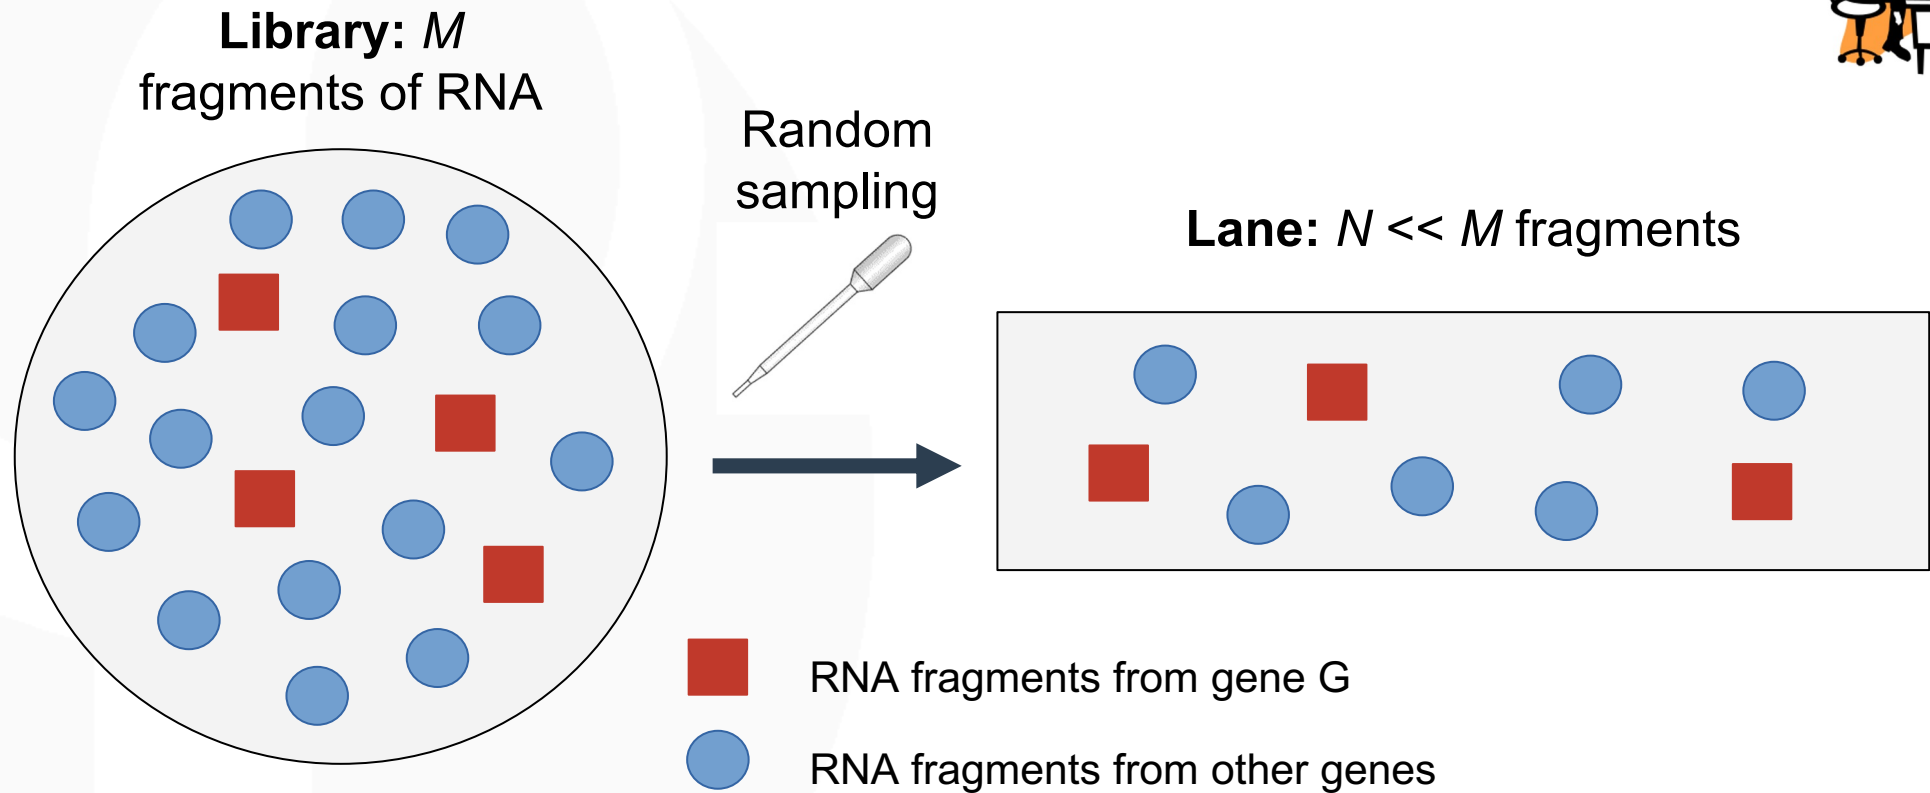 Library: M
fragments of RNA
Random
sampling
Lane: N << M fragments
RNA fragments from gene G
RNA fragments from other genes